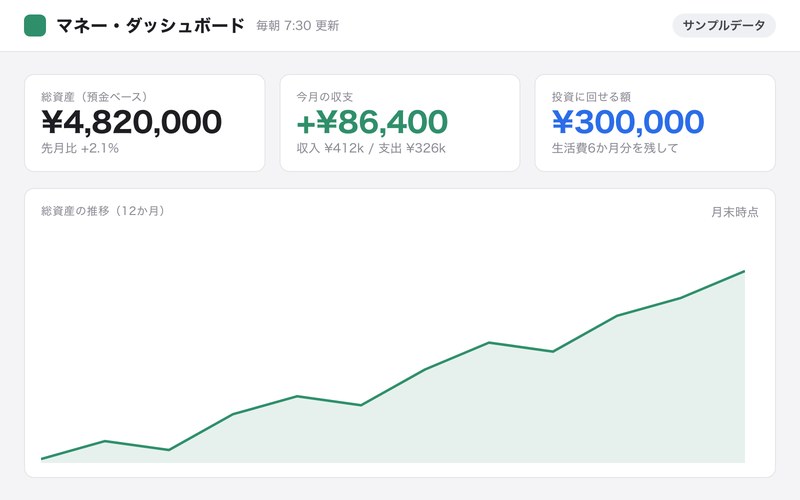 マネー・ダッシュボード 毎朝 7:30 更新 サンプルデータ
総資産（預金ベース）
¥4,820,000
先月比 +2.1%
今月の収支
+¥86,400
収入 ¥412k / 支出 ¥326k
投資に回せる額
¥300,000
生活費6か月分を残して
総資産の推移（12か月） 月末時点